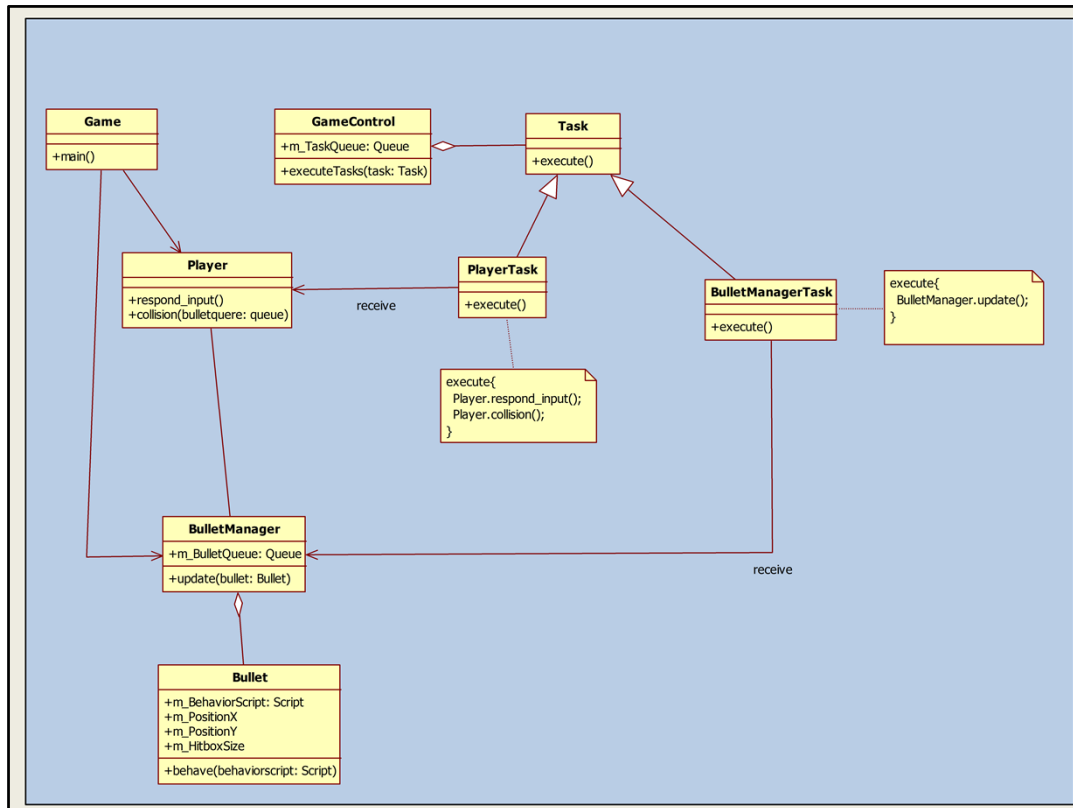 Game
+main()
GameControl
+m_TaskQueue: Queue
+executeTasks(task: Task)
Task
+execute()
Player
+respond_input()
+collision(bulletquere: queue)
receive
PlayerTask
+execute()
BulletManagerTask
+execute()
execute{
BulletManager.update();
}
execute{
Player.respond_input();
Player.collision();
}
BulletManager
+m_BulletQueue: Queue
+update(bullet: Bullet)
receive
Bullet
+m_BehaviorScript: Script
+m_PositionX
+m_PositionY
+m_HitboxSize
+behave(behaviorscript: Script)